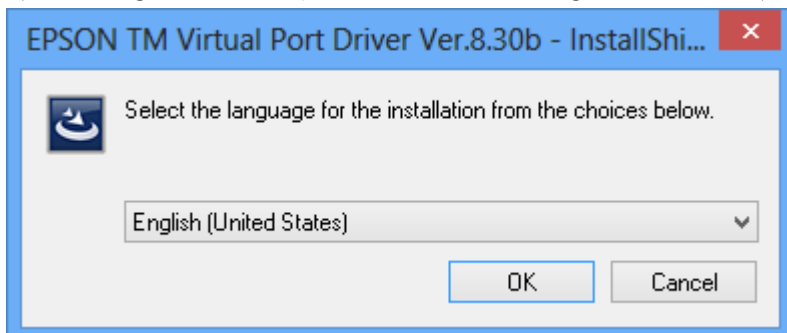 EPSON TM Virtual Port Driver Ver.8.30b - InstallShi...
Select the language for the installation from the choices below.
English (United States)
OK Cancel